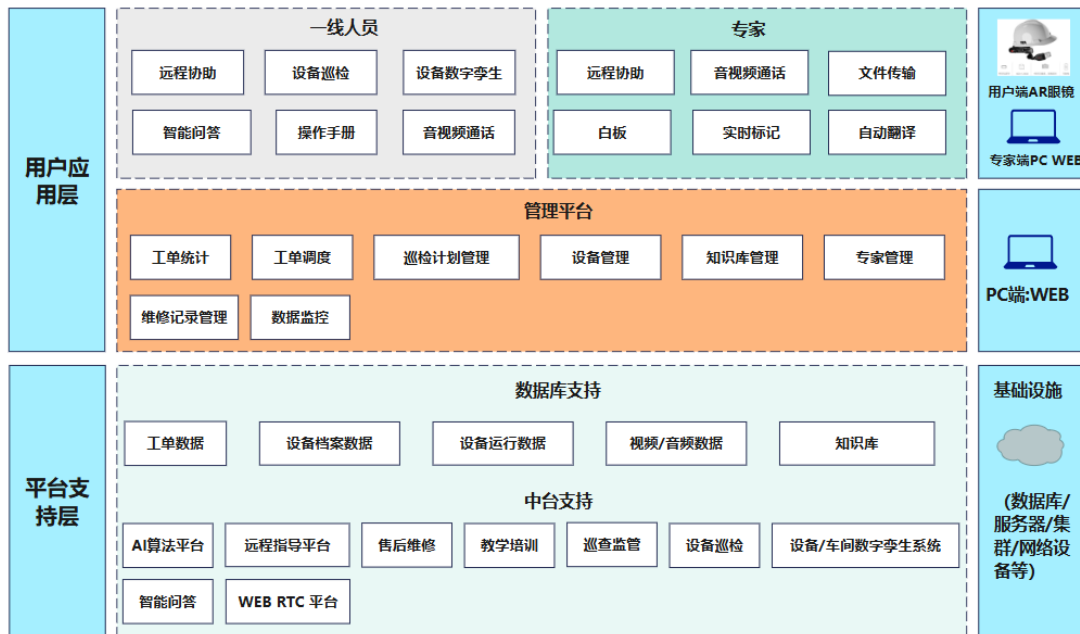 一线人员
远程协助
设备巡检
设备数字孪生
智能问答
操作手册
音视频通话
专家
远程协助
音视频通话
文件传输
白板
实时标记
自动翻译
用户端AR眼镜
专家端PC WEB
用户应
用层
管理平台
工单统计
工单调度
巡检计划管理
设备管理
知识库管理
专家管理
维修记录管理
数据监控
PC端:WEB
平台支
持层
数据库支持
工单数据
设备档案数据
设备运行数据
视频/音频数据
知识库
中台支持
AI算法平台
远程指导平台
售后维修
教学培训
巡查监管
设备巡检
设备/车间数字孪生系统
智能问答
WEB RTC 平台
基础设施
（数据库/
服务器/集
群/网络设
备等）